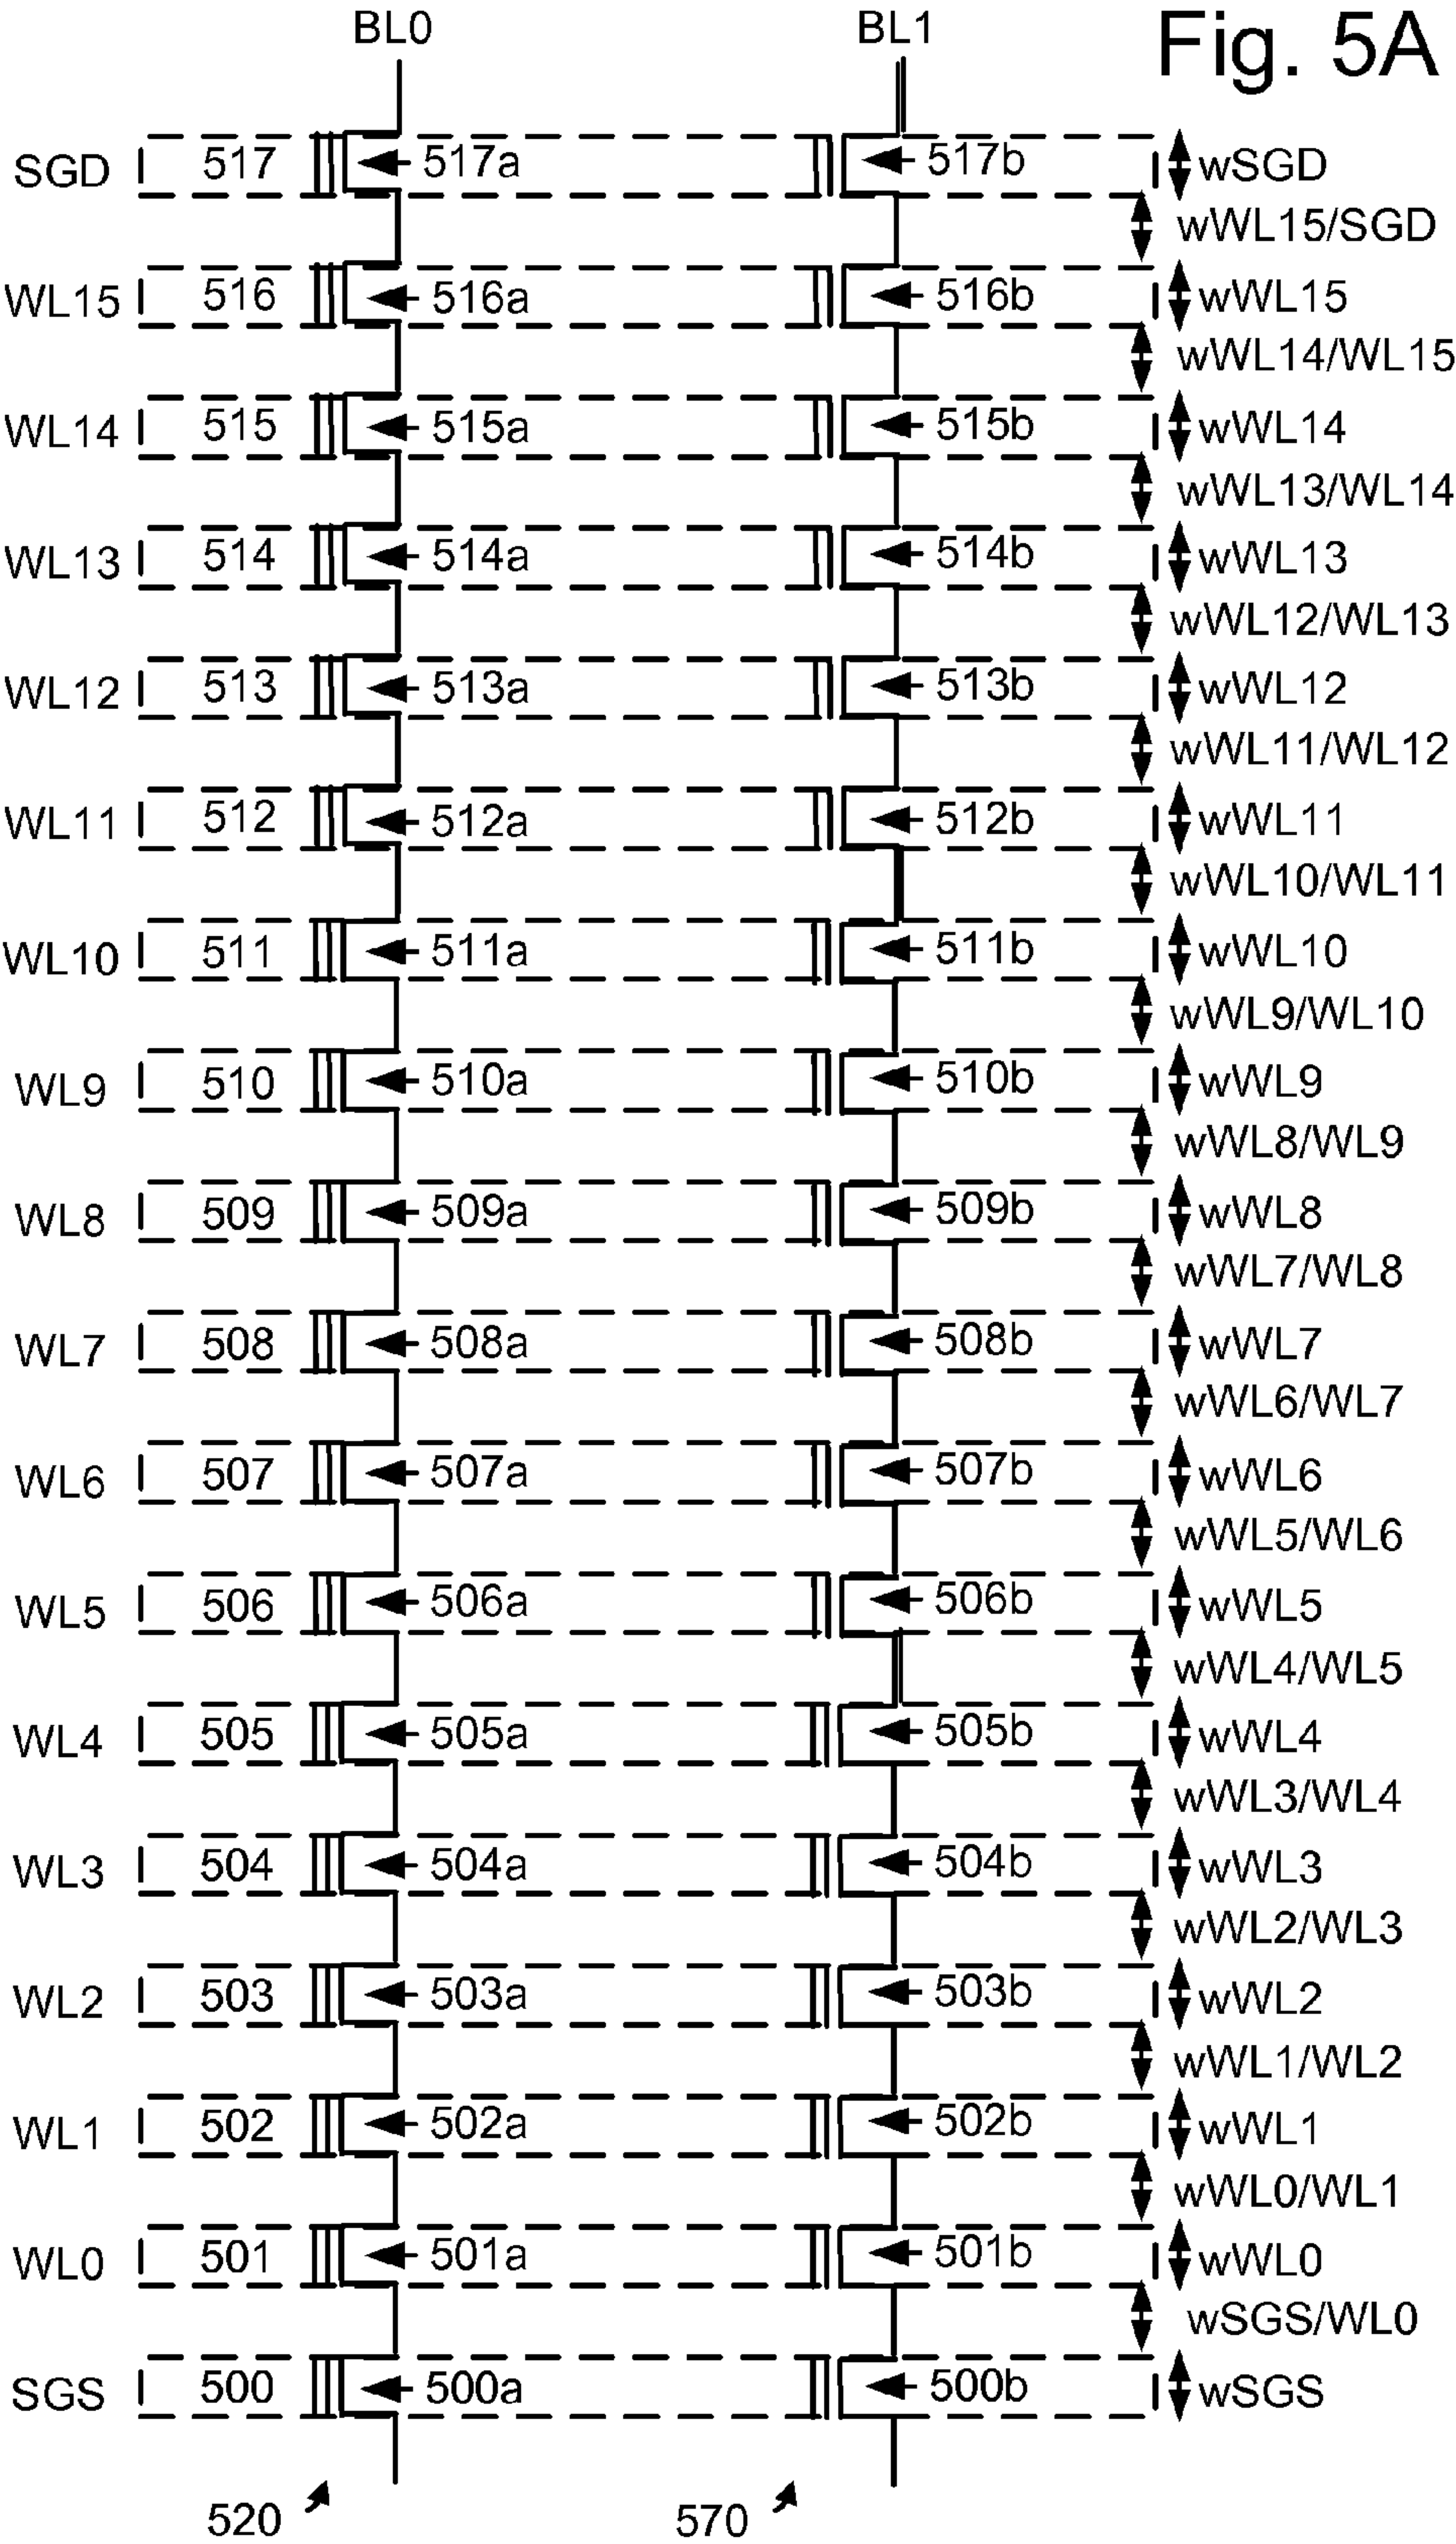 BL0 BL1 Fig. 5A
SGD 517 517a 517b wSGD
wWL15/SGD
WL15 516 516a 516b wWL15
wWL14/WL15
WL14 515 515a 515b wWL14
wWL13/WL14
WL13 514 514a 514b wWL13
wWL12/WL13
WL12 513 513a 513b wWL12
wWL11/WL12
WL11 512 512a 512b wWL11
wWL10/WL11
WL10 511 511a 511b wWL10
wWL9/WL10
WL9 510 510a 510b wWL9
wWL8/WL9
WL8 509 509a 509b wWL8
wWL7/WL8
WL7 508 508a 508b wWL7
wWL6/WL7
WL6 507 507a 507b wWL6
wWL5/WL6
WL5 506 506a 506b wWL5
wWL4/WL5
WL4 505 505a 505b wWL4
wWL3/WL4
WL3 504 504a 504b wWL3
wWL2/WL3
WL2 503 503a 503b wWL2
wWL1/WL2
WL1 502 502a 502b wWL1
wWL0/WL1
WL0 501 501a 501b wWL0
wSGS/WL0
SGS 500 500a 500b wSGS
520 570